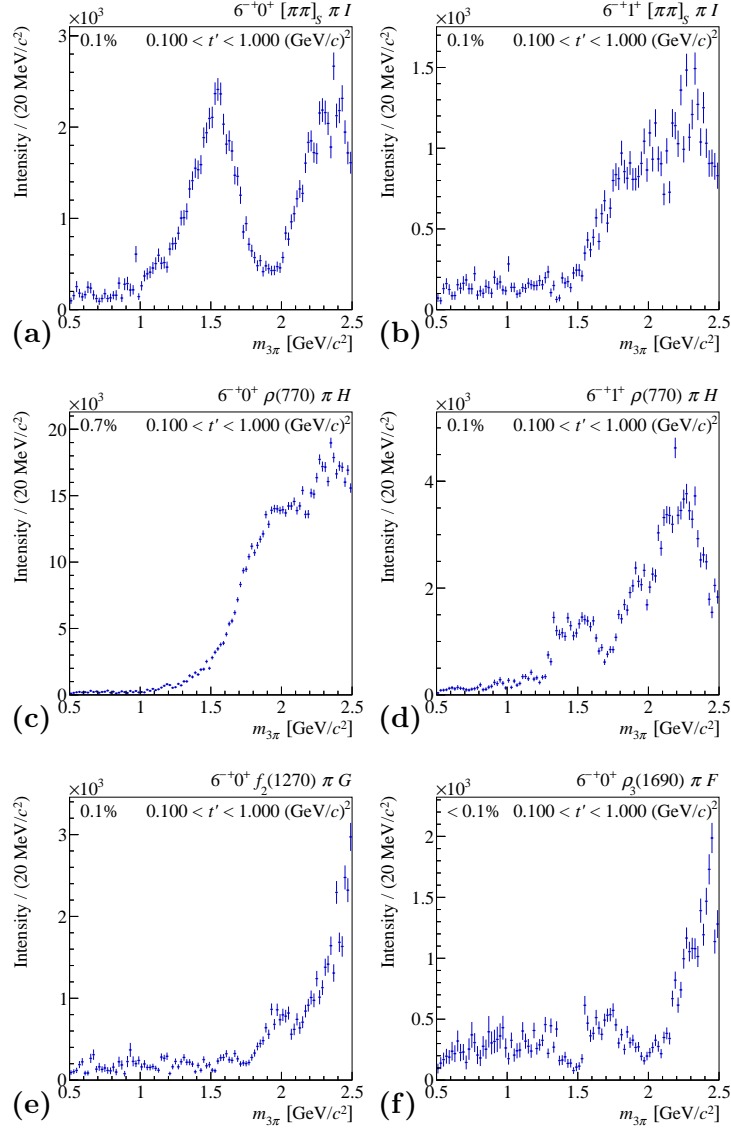 6⁻⁺0⁺ [ππ]_S π I
×10³
0.1% 0.100 < t′ < 1.000 (GeV/c)²
Intensity / (20 MeV/c²)
3
2
1
0
0.5 1 1.5 2 2.5
m_3π [GeV/c²]
(a)
6⁻⁺1⁺ [ππ]_S π I
×10³
0.1% 0.100 < t′ < 1.000 (GeV/c)²
Intensity / (20 MeV/c²)
1.5
1
0.5
0
0.5 1 1.5 2 2.5
m_3π [GeV/c²]
(b)
6⁻⁺0⁺ ρ(770) π H
×10³
0.7% 0.100 < t′ < 1.000 (GeV/c)²
Intensity / (20 MeV/c²)
20
15
10
5
0
0.5 1 1.5 2 2.5
m_3π [GeV/c²]
(c)
6⁻⁺1⁺ ρ(770) π H
×10³
0.1% 0.100 < t′ < 1.000 (GeV/c)²
Intensity / (20 MeV/c²)
4
2
0
0.5 1 1.5 2 2.5
m_3π [GeV/c²]
(d)
6⁻⁺0⁺ f₂(1270) π G
×10³
0.1% 0.100 < t′ < 1.000 (GeV/c)²
Intensity / (20 MeV/c²)
3
2
1
0
0.5 1 1.5 2 2.5
m_3π [GeV/c²]
(e)
6⁻⁺0⁺ ρ₃(1690) π F
×10³
< 0.1% 0.100 < t′ < 1.000 (GeV/c)²
Intensity / (20 MeV/c²)
2
1.5
1
0.5
0
0.5 1 1.5 2 2.5
m_3π [GeV/c²]
(f)